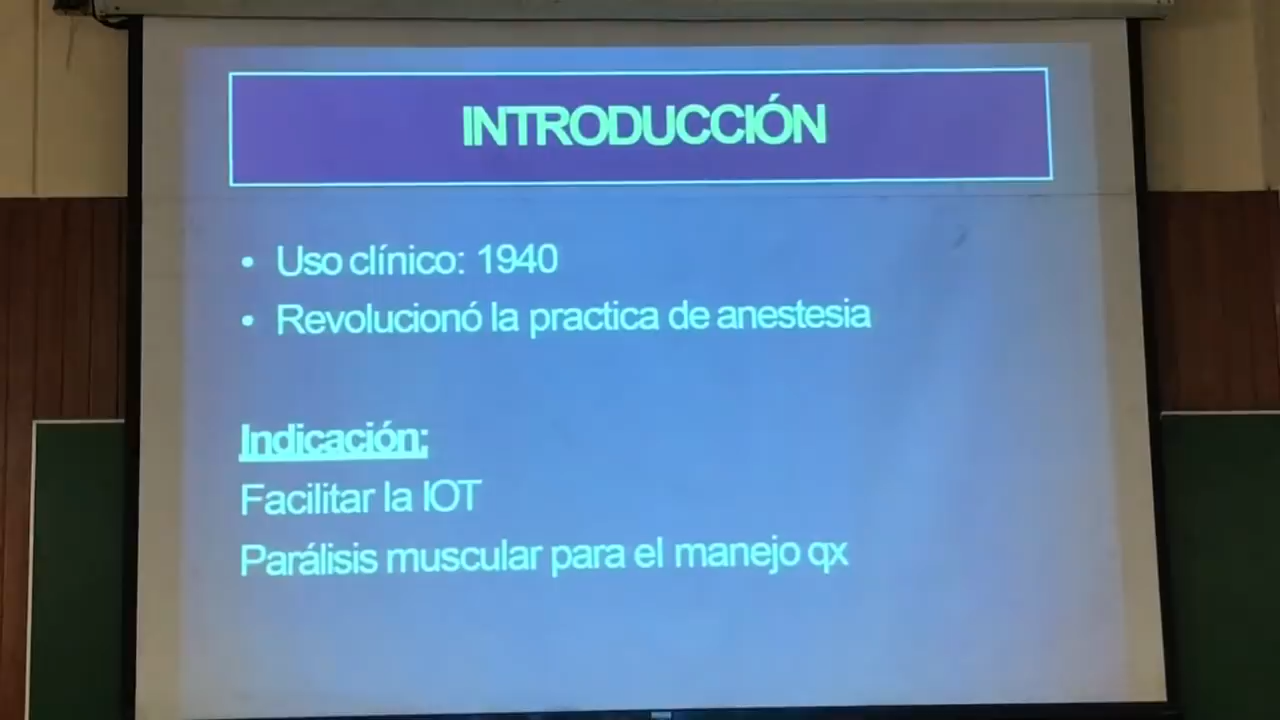 INTRODUCCIÓN
• Uso clínico: 1940
• Revolucionó la practica de anestesia
Indicación:
Facilitar la IOT
Parálisis muscular para el manejo qx